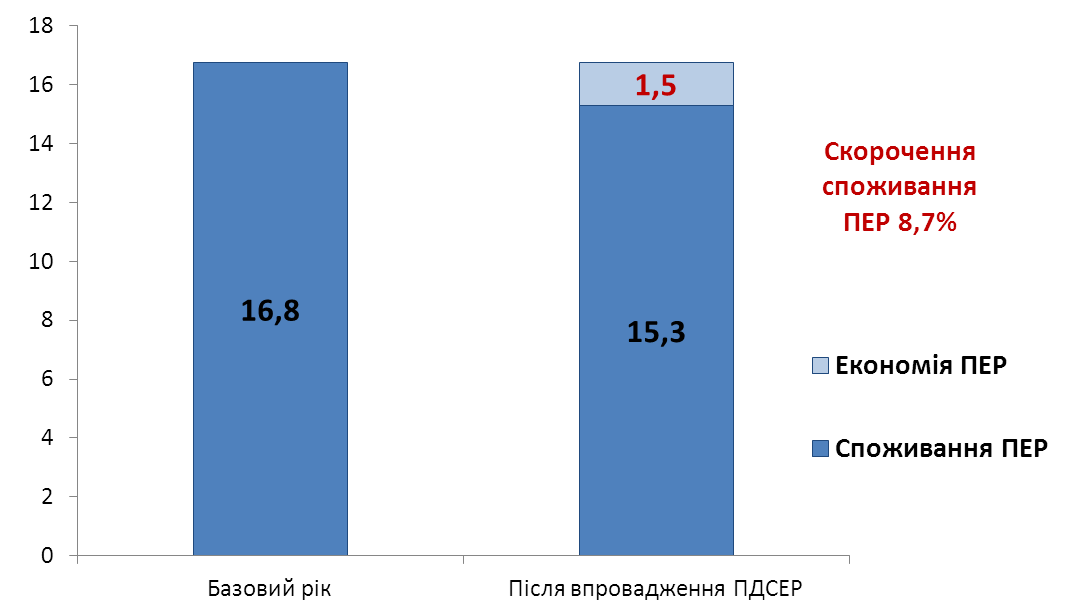 18
16
14
12
10
8
6
4
2
0
16,8
1,5
15,3
Базовий рік
Після впровадження ПДСЕР
Скорочення
споживання
ПЕР 8,7%
Економія ПЕР
Споживання ПЕР